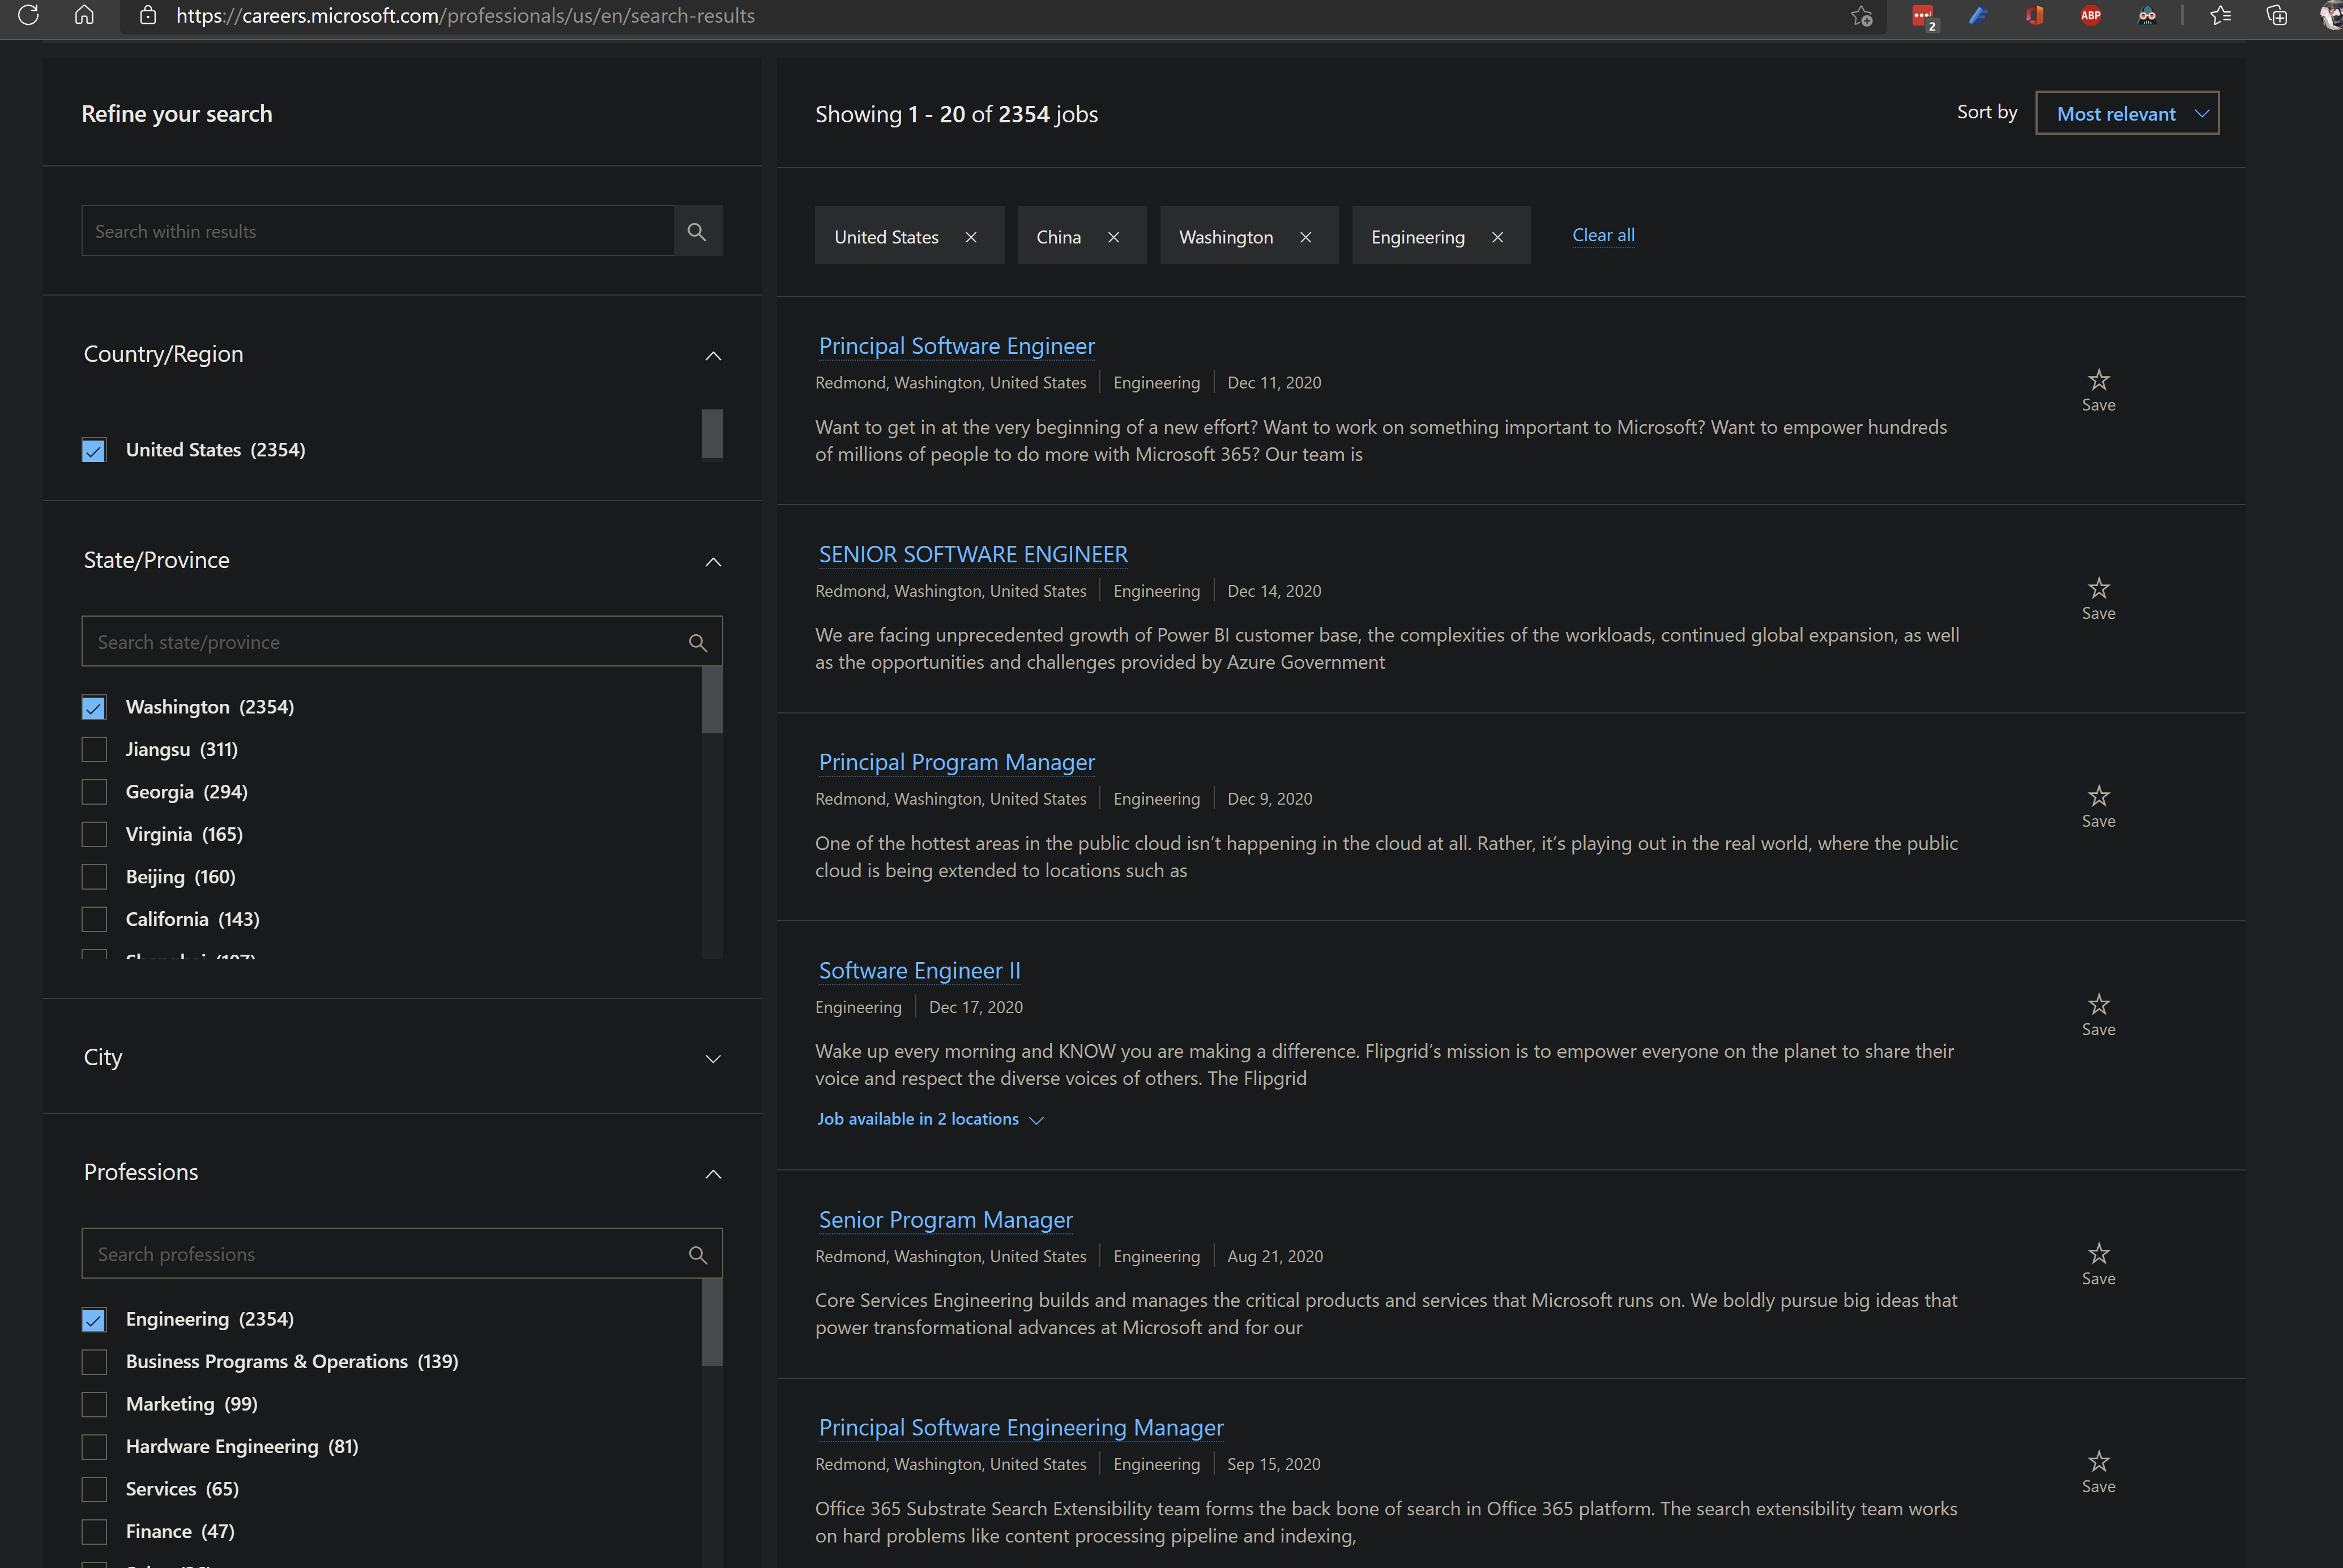 https://careers.microsoft.com/professionals/us/en/search-results
2
ABP
Refine your search
Search within results
Country/Region
United States (2354)
State/Province
Search state/province
Washington (2354)
Jiangsu (311)
Georgia (294)
Virginia (165)
Beijing (160)
California (143)
City
Professions
Search professions
Engineering (2354)
Business Programs & Operations (139)
Marketing (99)
Hardware Engineering (81)
Services (65)
Finance (47)
Showing 1 - 20 of 2354 jobs
Sort by Most relevant
United States China Washington Engineering Clear all
Principal Software Engineer
Redmond, Washington, United States Engineering Dec 11, 2020
Save
Want to get in at the very beginning of a new effort? Want to work on something important to Microsoft? Want to empower hundreds
of millions of people to do more with Microsoft 365? Our team is
SENIOR SOFTWARE ENGINEER
Redmond, Washington, United States Engineering Dec 14, 2020
Save
We are facing unprecedented growth of Power BI customer base, the complexities of the workloads, continued global expansion, as well
as the opportunities and challenges provided by Azure Government
Principal Program Manager
Redmond, Washington, United States Engineering Dec 9, 2020
Save
One of the hottest areas in the public cloud isn’t happening in the cloud at all. Rather, it’s playing out in the real world, where the public
cloud is being extended to locations such as
Software Engineer II
Engineering Dec 17, 2020
Save
Wake up every morning and KNOW you are making a difference. Flipgrid’s mission is to empower everyone on the planet to share their
voice and respect the diverse voices of others. The Flipgrid
Job available in 2 locations
Senior Program Manager
Redmond, Washington, United States Engineering Aug 21, 2020
Save
Core Services Engineering builds and manages the critical products and services that Microsoft runs on. We boldly pursue big ideas that
power transformational advances at Microsoft and for our
Principal Software Engineering Manager
Redmond, Washington, United States Engineering Sep 15, 2020
Save
Office 365 Substrate Search Extensibility team forms the back bone of search in Office 365 platform. The search extensibility team works
on hard problems like content processing pipeline and indexing,